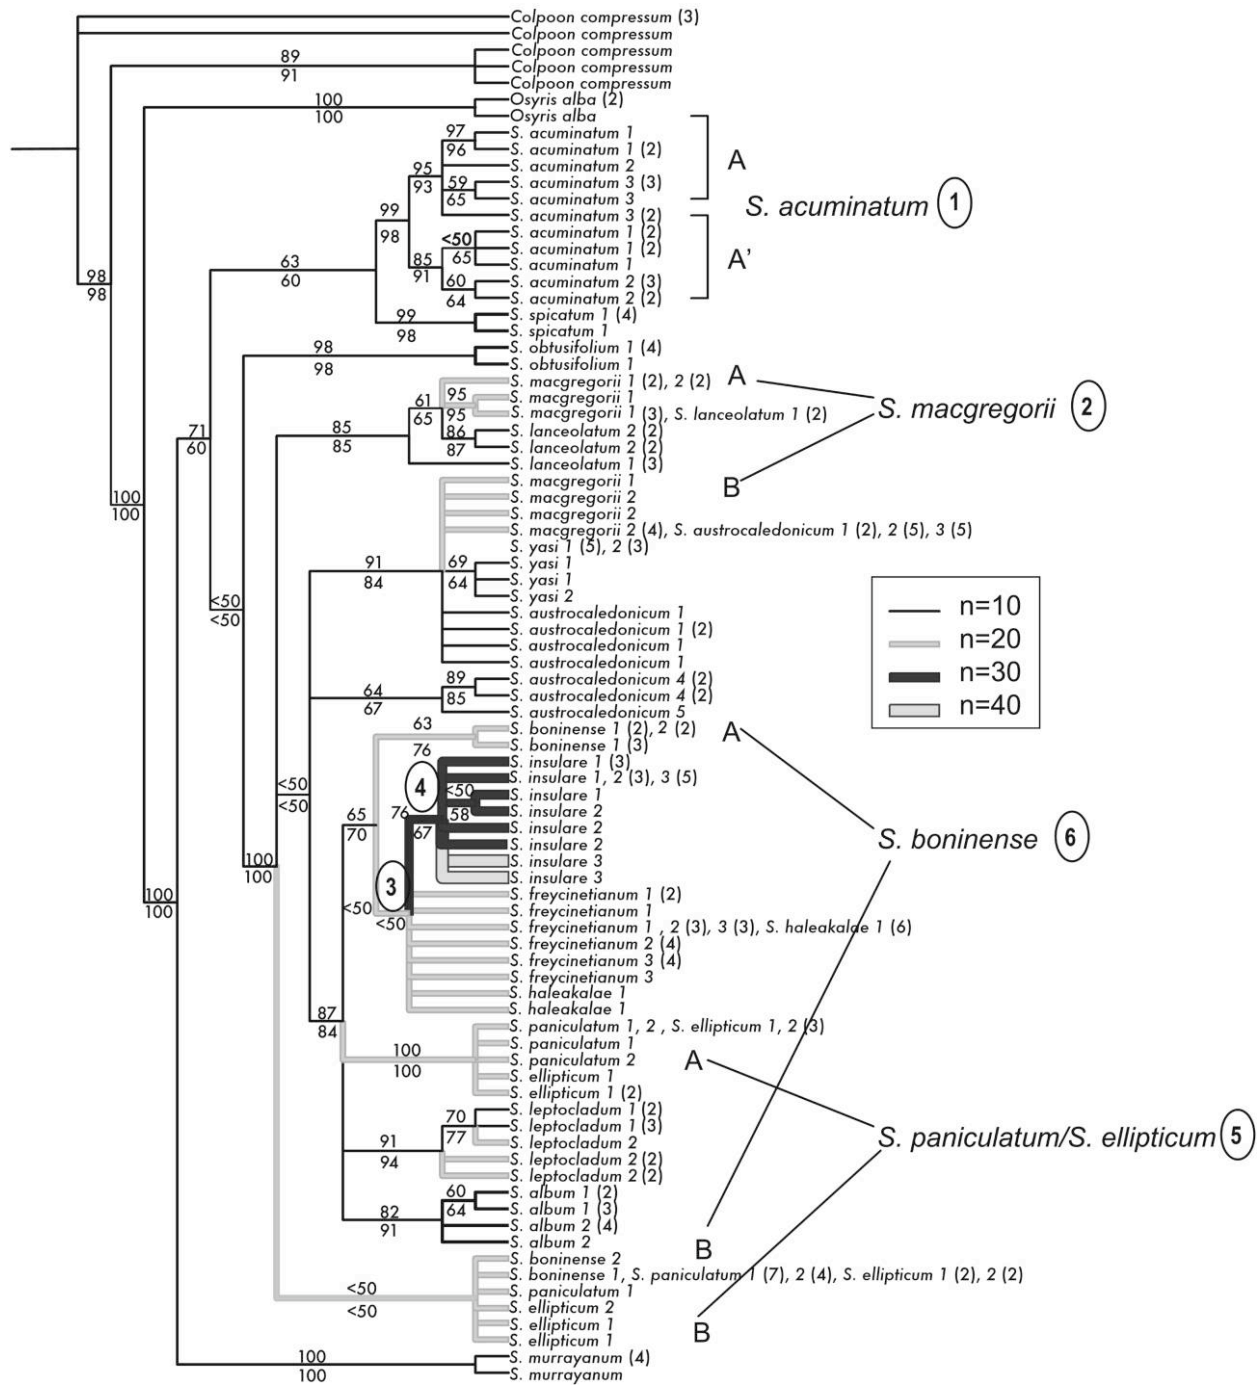 Colpoon compressum (3)
Colpoon compressum
Colpoon compressum
89
Colpoon compressum
91
Colpoon compressum
100
Osyris alba (2)
100
Osyris alba
97
S. acuminatum 1
96
S. acuminatum 1 (2)
A
95
S. acuminatum 2
93
59
S. acuminatum 3 (3)
65
S. acuminatum 3
S. acuminatum 1
99
S. acuminatum 3 (2)
98
<50
S. acuminatum 1 (2)
65
S. acuminatum 1 (2)
A'
63
85
S. acuminatum 1
60
91
60
S. acuminatum 2 (3)
98
98
64
S. acuminatum 2 (2)
99
S. spicatum 1 (4)
98
S. spicatum 1
98
S. obtusifolium 1 (4)
98
S. obtusifolium 1
A
S. macgregorii 1 (2), 2 (2)
95
S. macgregorii 1
61
65
95
S. macgregorii 1 (3), S. lanceolatum 1 (2)
S. macgregorii 2
85
85
86
S. lanceolatum 2 (2)
87
S. lanceolatum 2 (2)
71
60
S. lanceolatum 1 (3)
B
S. macgregorii 1
S. macgregorii 2
100
100
S. macgregorii 2
S. macgregorii 2 (4), S. austrocaledonicum 1 (2), 2 (5), 3 (5)
S. yasi 1 (5), 2 (3)
91
84
69
S. yasi 1
64
S. yasi 1
S. yasi 2
<50
<50
S. austrocaledonicum 1
S. austrocaledonicum 1 (2)
S. austrocaledonicum 1
S. austrocaledonicum 1
n=10
n=20
n=30
n=40
64
67
89
S. austrocaledonicum 4 (2)
85
S. austrocaledonicum 4 (2)
S. austrocaledonicum 5
63
S. boninense 1 (2), 2 (2)
A
76
S. boninense 1 (3)
S. insulare 1 (3)
<50
<50
4
<50
S. insulare 1, 2 (3), 3 (5)
S. insulare 1
58
S. insulare 2
65
70
76
67
S. insulare 2
S. insulare 2
S. boninense 6
100
100
S. insulare 3
S. insulare 3
3
S. freycinetianum 1 (2)
100
100
<50
<50
S. freycinetianum 1
S. freycinetianum 1 , 2 (3), 3 (3), S. haleakalae 1 (6)
S. freycinetianum 2 (4)
S. freycinetianum 3 (4)
S. freycinetianum 3
S. haleakalae 1
S. haleakalae 1
87
84
S. paniculatum 1, 2 , S. ellipticum 1, 2 (3)
S. paniculatum 1
100
100
S. paniculatum 2
A
S. ellipticum 1
S. ellipticum 1 (2)
70
S. leptocladum 1 (2)
77
S. leptocladum 1 (3)
91
94
S. leptocladum 2
S. paniculatum/S. ellipticum 5
S. leptocladum 2 (2)
S. leptocladum 2 (2)
60
S. album 1 (2)
64
S. album 1 (3)
82
91
S. album 2 (4)
S. album 2
B
S. boninense 2
S. boninense 1, S. paniculatum 1 (7), 2 (4), S. ellipticum 1 (2), 2 (2)
<50
<50
S. paniculatum 1
S. ellipticum 2
S. ellipticum 1
B
S. ellipticum 1
100
S. murrayanum (4)
100
S. murrayanum